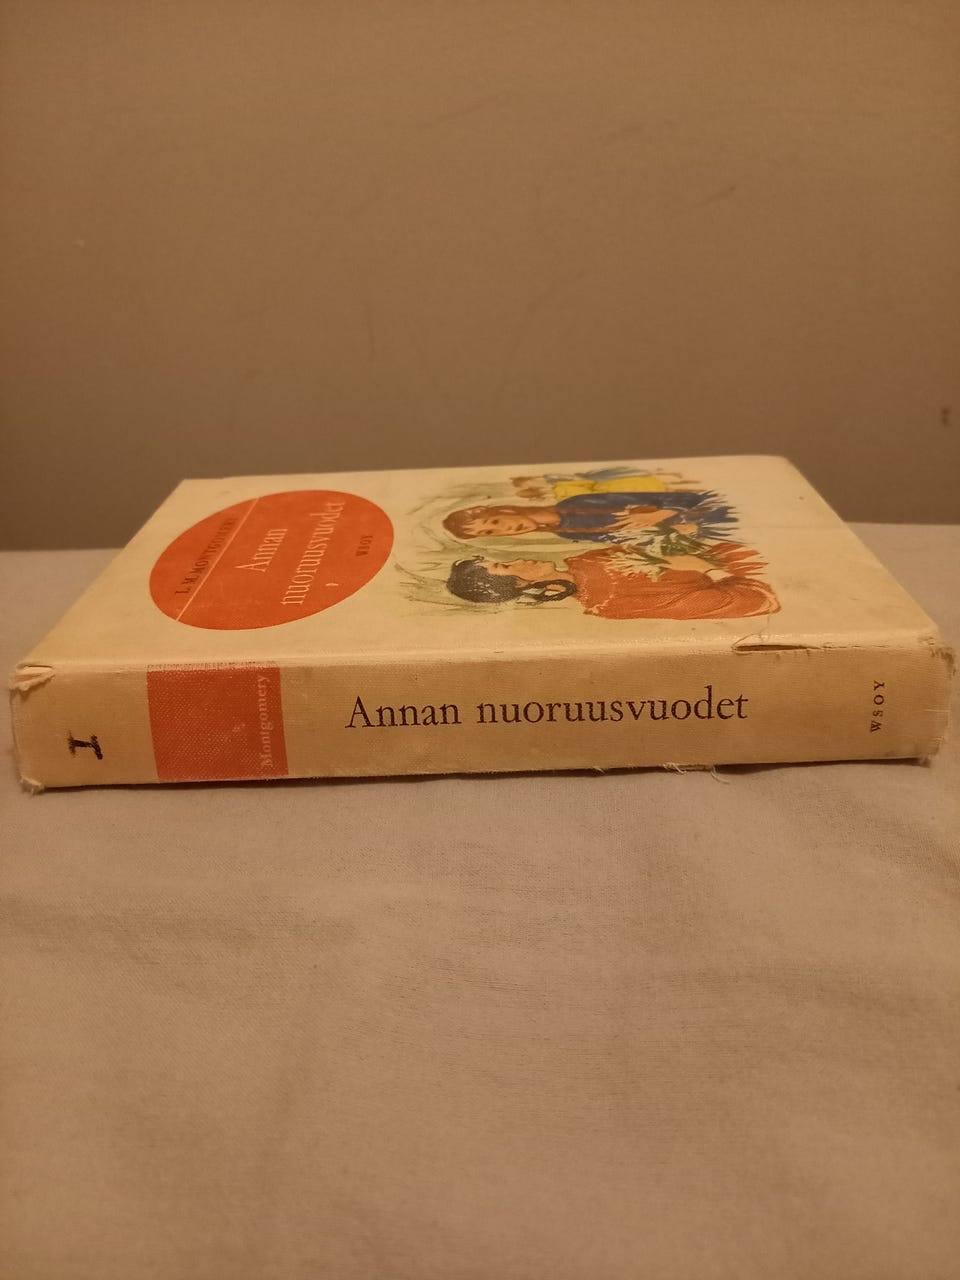 L. M. MONTGOMERY
Annan
nuoruusvuodet
WSOY
I
Montgomery
Annan nuoruusvuodet
WSOY